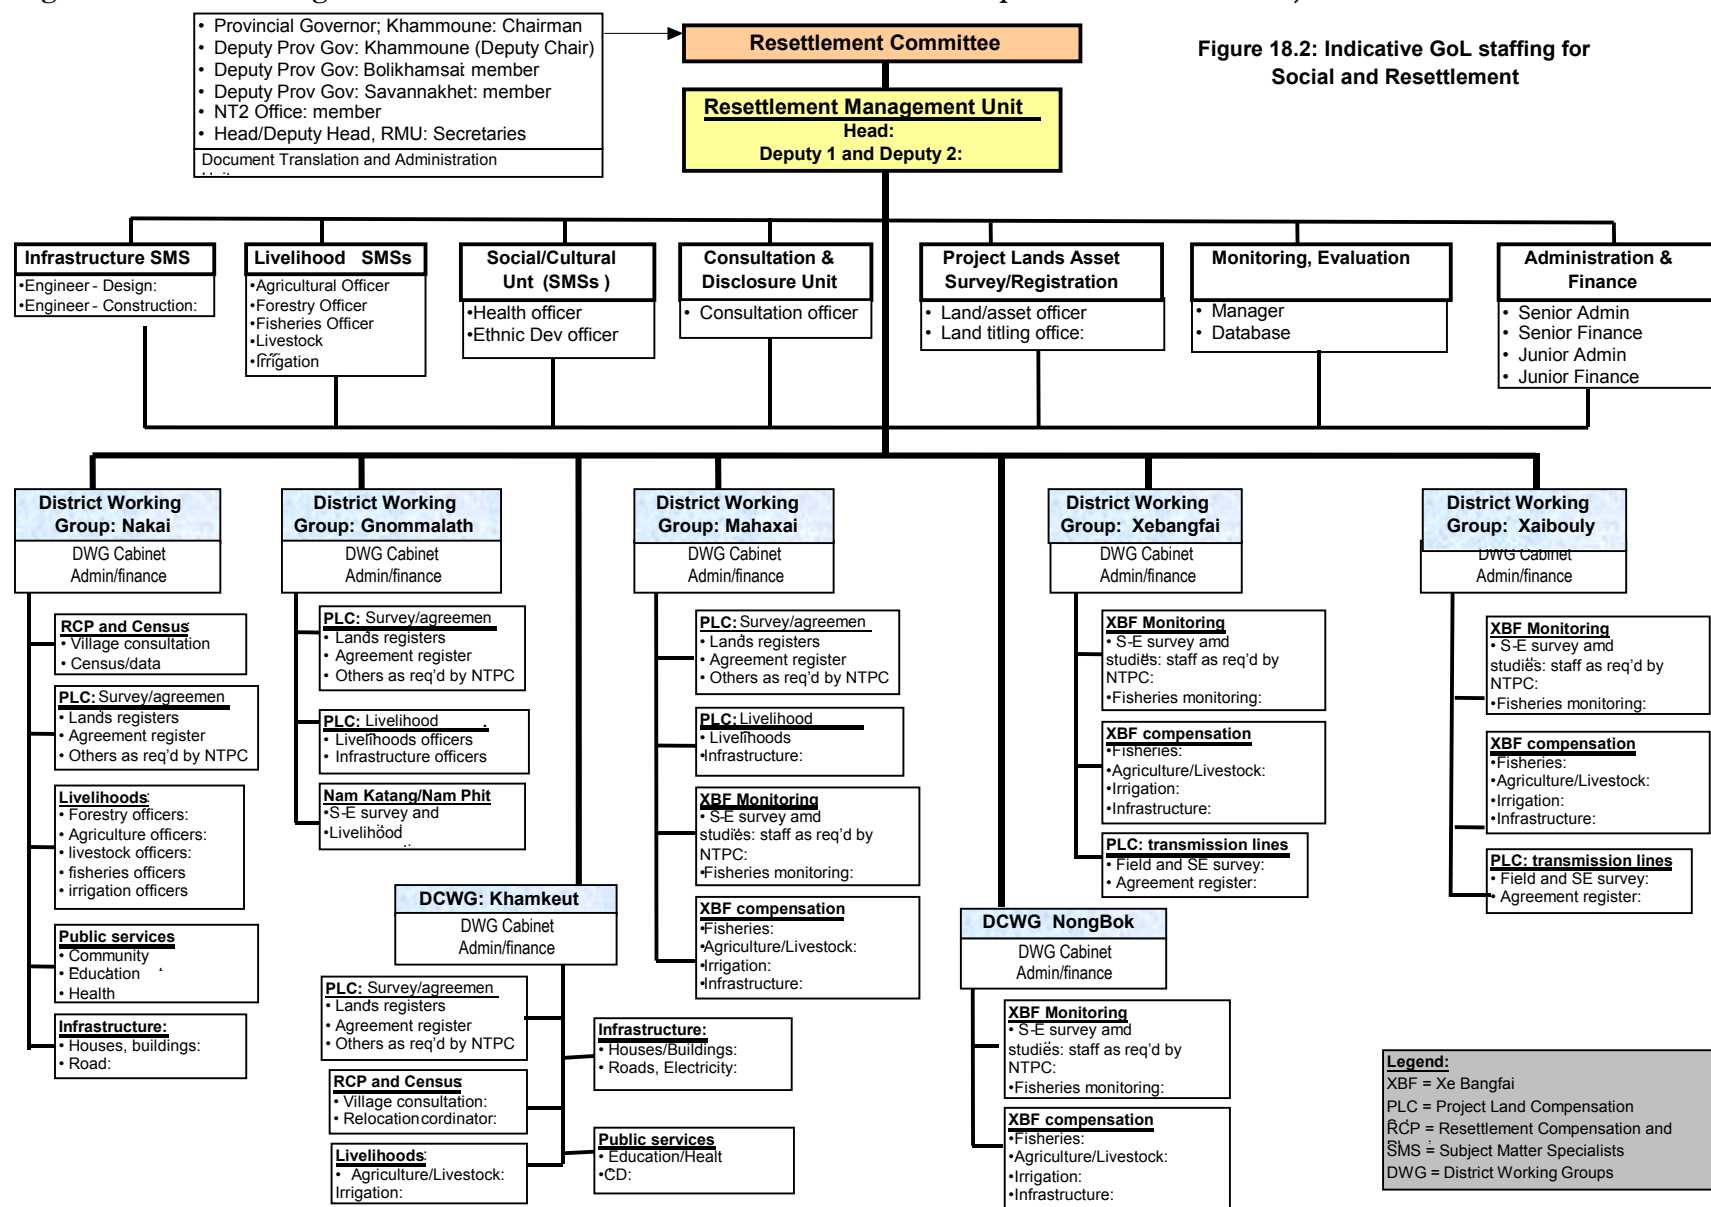 • Provincial Governor; Khammoune: Chairman
• Deputy Prov Gov: Khammoune (Deputy Chair)
• Deputy Prov Gov: Bolikhamsai: member
• Deputy Prov Gov: Savannakhet: member
• NT2 Office: member
• Head/Deputy Head, RMU: Secretaries
Document Translation and Administration
Resettlement Committee
Resettlement Management Unit
Head:
Deputy 1 and Deputy 2:
Figure 18.2: Indicative GoL staffing for
Social and Resettlement
Infrastructure SMS
•Engineer - Design:
•Engineer - Construction:
Livelihood SMSs
•Agricultural Officer
•Forestry Officer
•Fisheries Officer
•Livestock
•Irrigation
Social/Cultural
Unt (SMSs )
•Health officer
•Ethnic Dev officer
Consultation &
Disclosure Unit
• Consultation officer
Project Lands Asset
Survey/Registration
• Land/asset officer
• Land titling office:
Monitoring, Evaluation
• Manager
• Database
Administration &
Finance
• Senior Admin
• Senior Finance
• Junior Admin
• Junior Finance
District Working
Group: Nakai
DWG Cabinet
Admin/finance
RCP and Census:
• Village consultation
• Census/data
PLC: Survey/agreemen
• Lands registers
• Agreement register
• Others as req'd by NTPC
Livelihoods:
• Forestry officers:
• Agriculture officers:
• livestock officers:
• fisheries officers
• irrigation officers
Public services
• Community
• Education
• Health
Infrastructure:
• Houses, buildings:
• Road:
District Working
Group: Gnommalath
DWG Cabinet
Admin/finance
PLC: Survey/agreemen
• Lands registers
• Agreement register
• Others as req'd by NTPC
PLC: Livelihood
• Livelihoods officers
• Infrastructure officers
Nam Katang/Nam Phit
•S-E survey and
•Livelihood
DCWG: Khamkeut
DWG Cabinet
Admin/finance
PLC: Survey/agreemen
• Lands registers
• Agreement register
• Others as req'd by NTPC
RCP and Census:
• Village consultation:
• Relocation cordinator:
Livelihoods:
• Agriculture/Livestock:
Irrigation:
Infrastructure:
• Houses/Buildings:
• Roads, Electricity:
Public services
• Education/Healt
•CD:
District Working
Group: Mahaxai
DWG Cabinet
Admin/finance
PLC: Survey/agreemen
• Lands registers
• Agreement register
• Others as req'd by NTPC
PLC: Livelihood
• Livelihoods
•Infrastructure:
XBF Monitoring
• S-E survey amd
studies: staff as req'd by
NTPC:
•Fisheries monitoring:
XBF compensation
•Fisheries:
•Agriculture/Livestock:
•Irrigation:
•Infrastructure:
DCWG NongBok
DWG Cabinet
Admin/finance
XBF Monitoring
• S-E survey amd
studies: staff as req'd by
NTPC:
•Fisheries monitoring:
XBF compensation
•Fisheries:
•Agriculture/Livestock:
•Irrigation:
•Infrastructure:
District Working
Group: Xebangfai
DWG Cabinet
Admin/finance
XBF Monitoring
• S-E survey amd
studies: staff as req'd by
NTPC:
•Fisheries monitoring:
XBF compensation
•Fisheries:
•Agriculture/Livestock:
•Irrigation:
•Infrastructure:
PLC: transmission lines
• Field and SE survey:
• Agreement register:
District Working
Group: Xaibouly
DWG Cabinet
Admin/finance
XBF Monitoring
• S-E survey amd
studies: staff as req'd by
NTPC:
•Fisheries monitoring:
XBF compensation
•Fisheries:
•Agriculture/Livestock:
•Irrigation:
•Infrastructure:
PLC: transmission lines
• Field and SE survey:
• Agreement register:
Legend:
XBF = Xe Bangfai
PLC = Project Land Compensation
RCP = Resettlement Compensation and
SMS = Subject Matter Specialists
DWG = District Working Groups